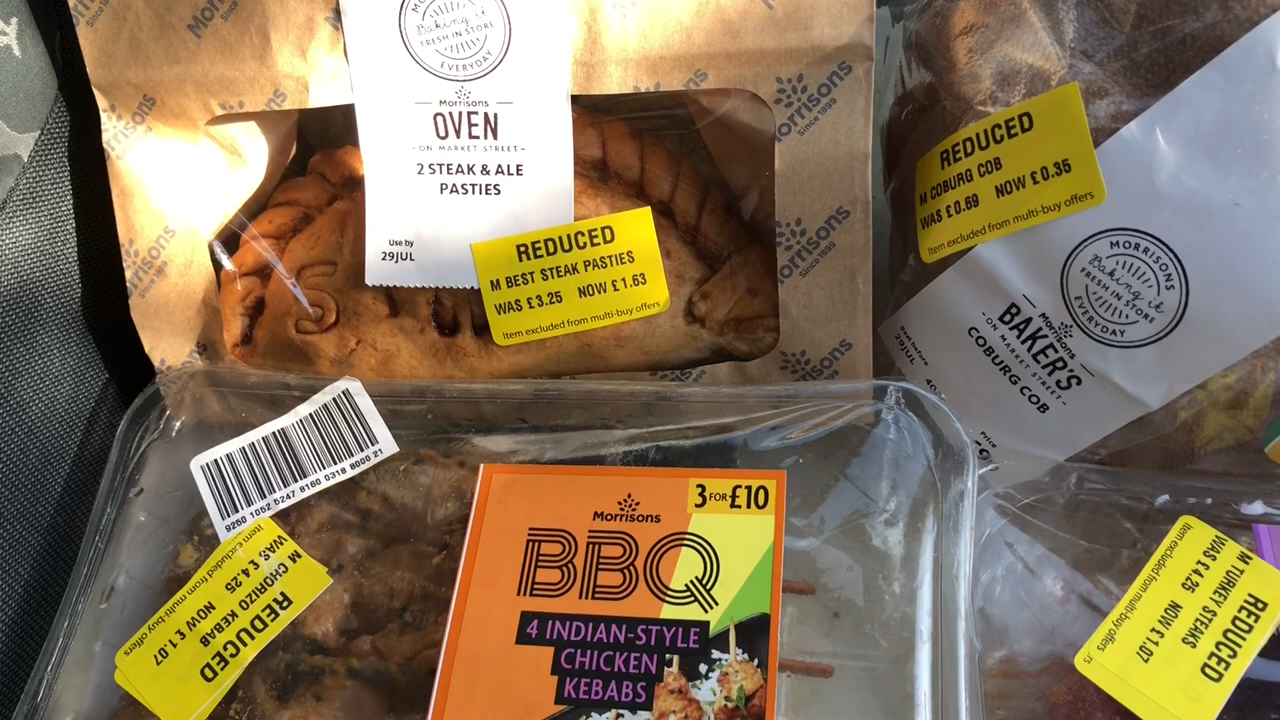 Morrisons
Since 1899
Baking it
FRESH IN STORE
EVERYDAY
Morrisons
OVEN
-ON MARKET STREET-
2 STEAK & ALE
PASTIES
Use by
29JUL
REDUCED
M BEST STEAK PASTIES
WAS £3.25 NOW £1.63
Item excluded from multi-buy offers
REDUCED
M COBURG COB
WAS £0.69 NOW £0.35
Item excluded from multi-buy offers
MORRISONS
Baking it
FRESH IN STORE
EVERYDAY
Morrisons
BAKER'S
-ON MARKET STREET-
COBURG COB
Best before
29JUL
Price
9250 1052 5247 8160 0318 8000 21
REDUCED
M CHORIZO KEBAB
WAS £4.25 NOW £1.07
Item excluded from multi-buy offers
3 FOR £10
Morrisons
BBQ
4 INDIAN-STYLE
CHICKEN
KEBABS
REDUCED
M TURKEY STEAKS
WAS £4.25 NOW £1.07
Item excluded from multi-buy offers